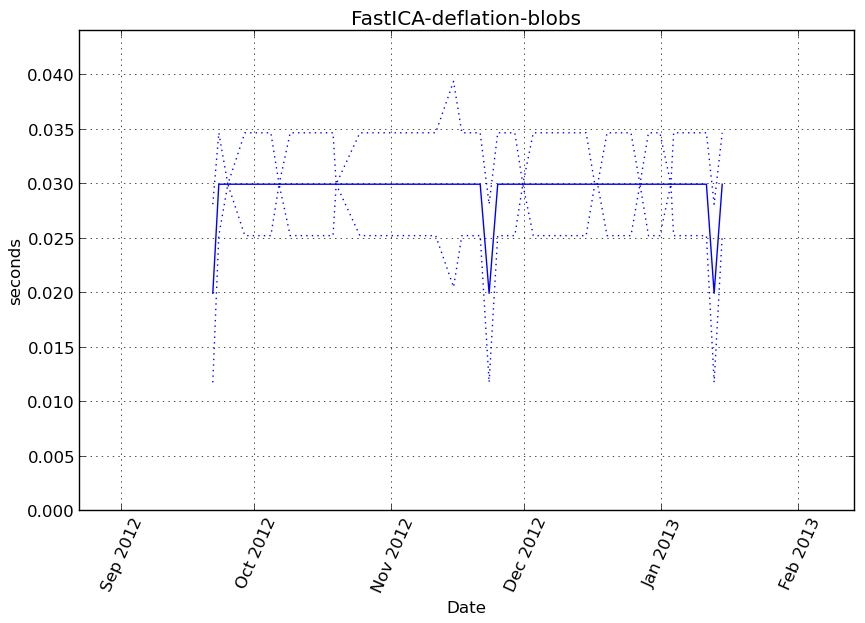 FastICA-deflation-blobs
0.040
0.035
0.030
0.025
0.020
0.015
0.010
0.005
0.000
seconds
Sep 2012
Oct 2012
Nov 2012
Dec 2012
Jan 2013
Feb 2013
Date